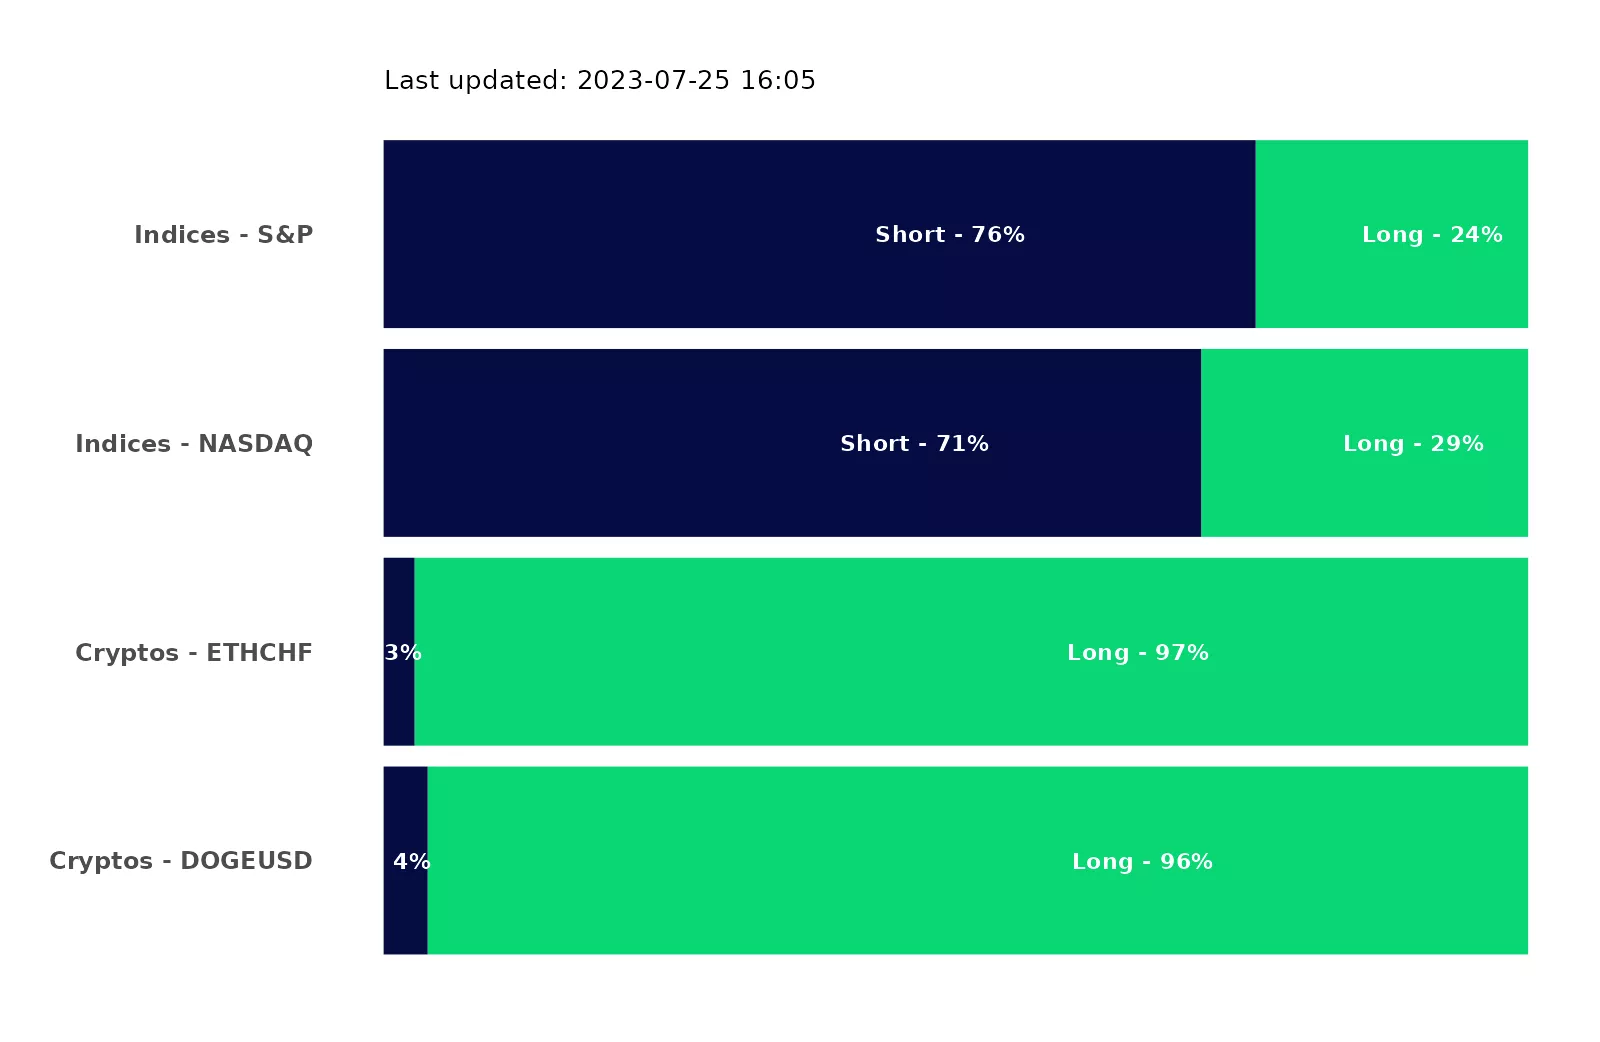 Last updated: 2023-07-25 16:05
Indices - S&P
Short - 76%
Long - 24%
Indices - NASDAQ
Short - 71%
Long - 29%
Cryptos - ETHCHF
3%
Long - 97%
Cryptos - DOGEUSD
4%
Long - 96%